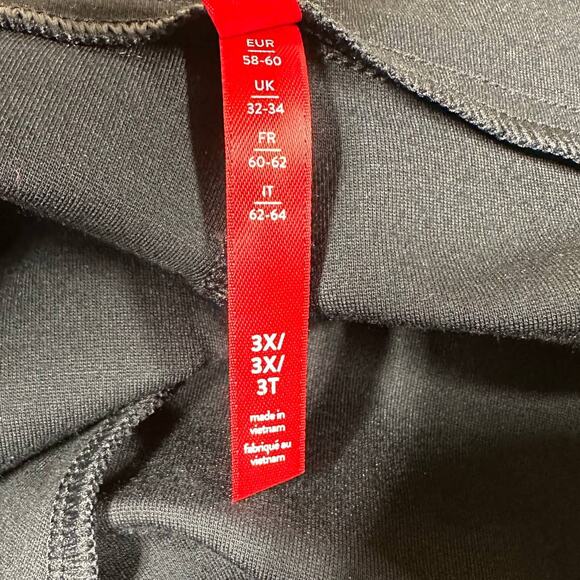 EUR
58-60
UK
32-34
FR
60-62
IT
62-64
3X/
3X/
3T
made in
vietnam
fabriqué au
vietnam